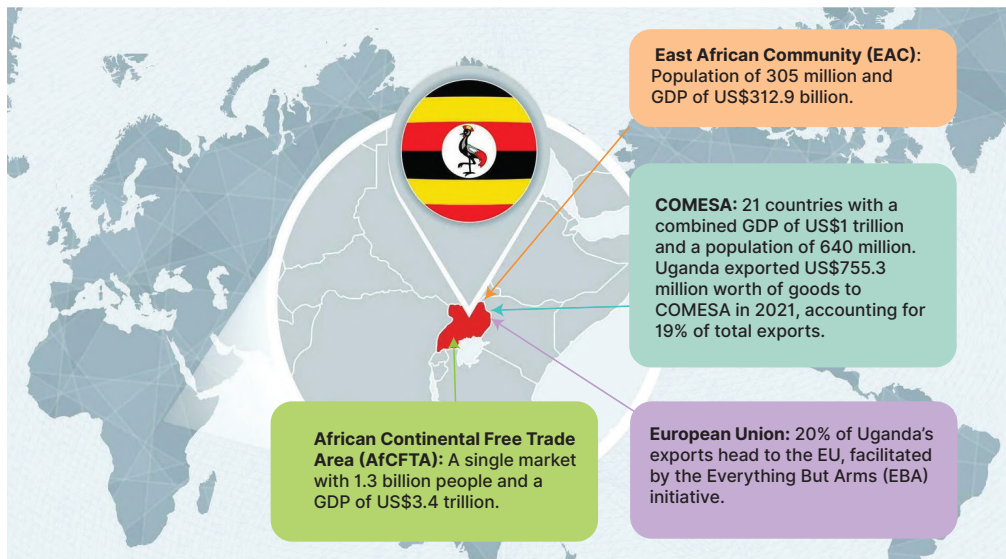 East African Community (EAC):
Population of 305 million and
GDP of US$312.9 billion.
COMESA: 21 countries with a
combined GDP of US$1 trillion
and a population of 640 million.
Uganda exported US$755.3
million worth of goods to
COMESA in 2021, accounting for
19% of total exports.
African Continental Free Trade
Area (AfCFTA): A single market
with 1.3 billion people and a
GDP of US$3.4 trillion.
European Union: 20% of Uganda’s
exports head to the EU, facilitated
by the Everything But Arms (EBA)
initiative.